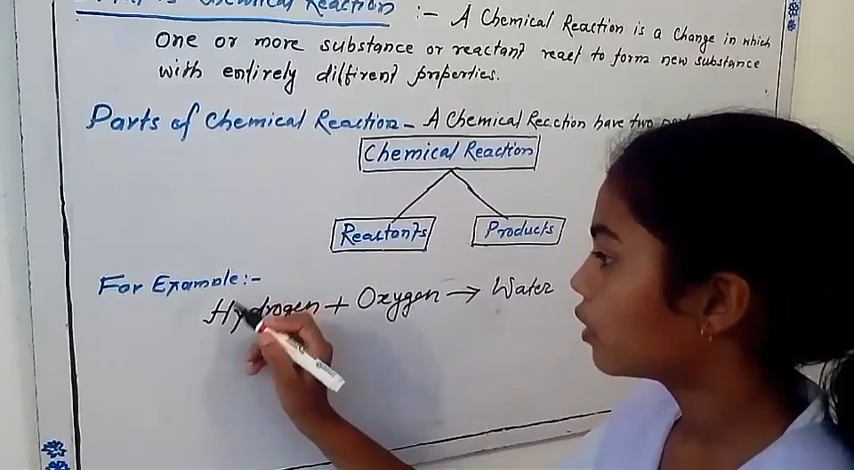 Chemical Reaction :- A Chemical Reaction is a Change in which
one or more substance or reactant react to form new substance
with entirely diffirent properties.
Parts of Chemical Reaction - A Chemical Reaction have two
Chemical Reaction
Reactants Products
For Example:-
Hydrogen + Oxygen → Water